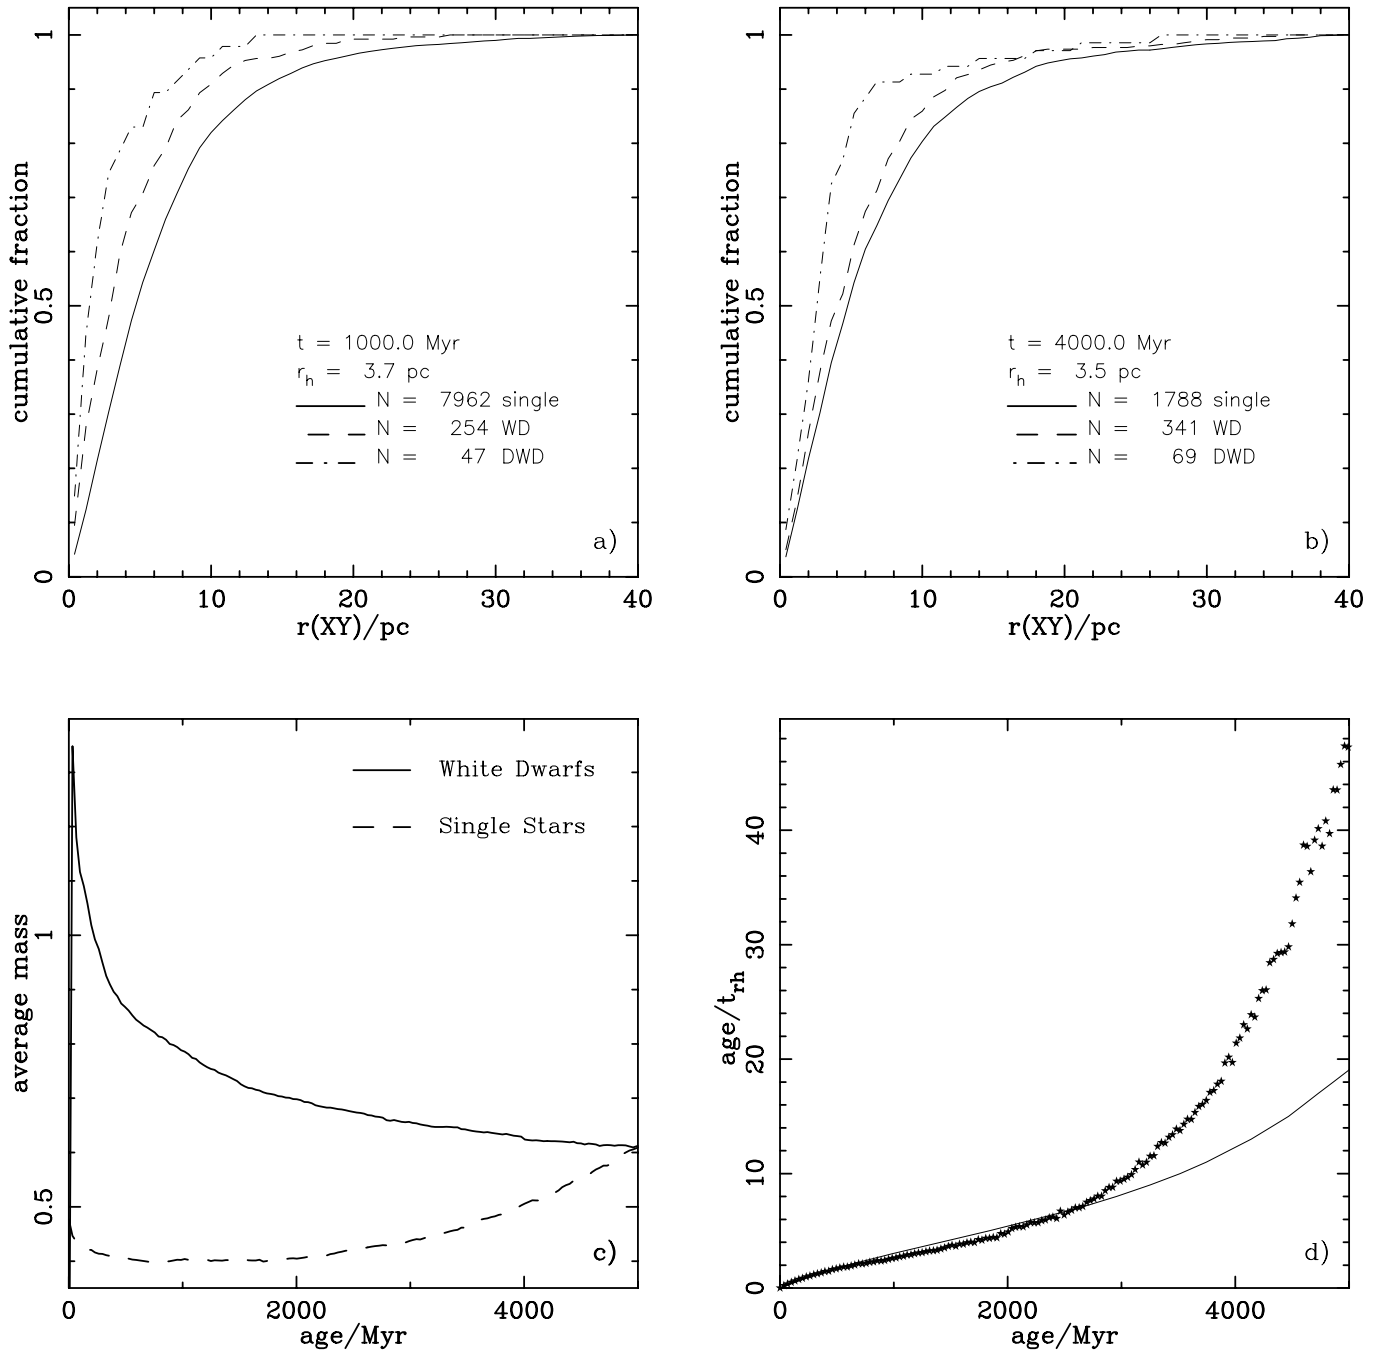 1
0.5
0
cumulative fraction
t = 1000.0 Myr
r_h = 3.7 pc
N = 7962 single
N = 254 WD
N = 47 DWD
a)
0 10 20 30 40
r(XY)/pc
1
0.5
0
cumulative fraction
t = 4000.0 Myr
r_h = 3.5 pc
N = 1788 single
N = 341 WD
N = 69 DWD
b)
0 10 20 30 40
r(XY)/pc
1
0.5
average mass
White Dwarfs
Single Stars
c)
0 2000 4000
age/Myr
40
30
20
10
0
age/t_rh
d)
0 2000 4000
age/Myr